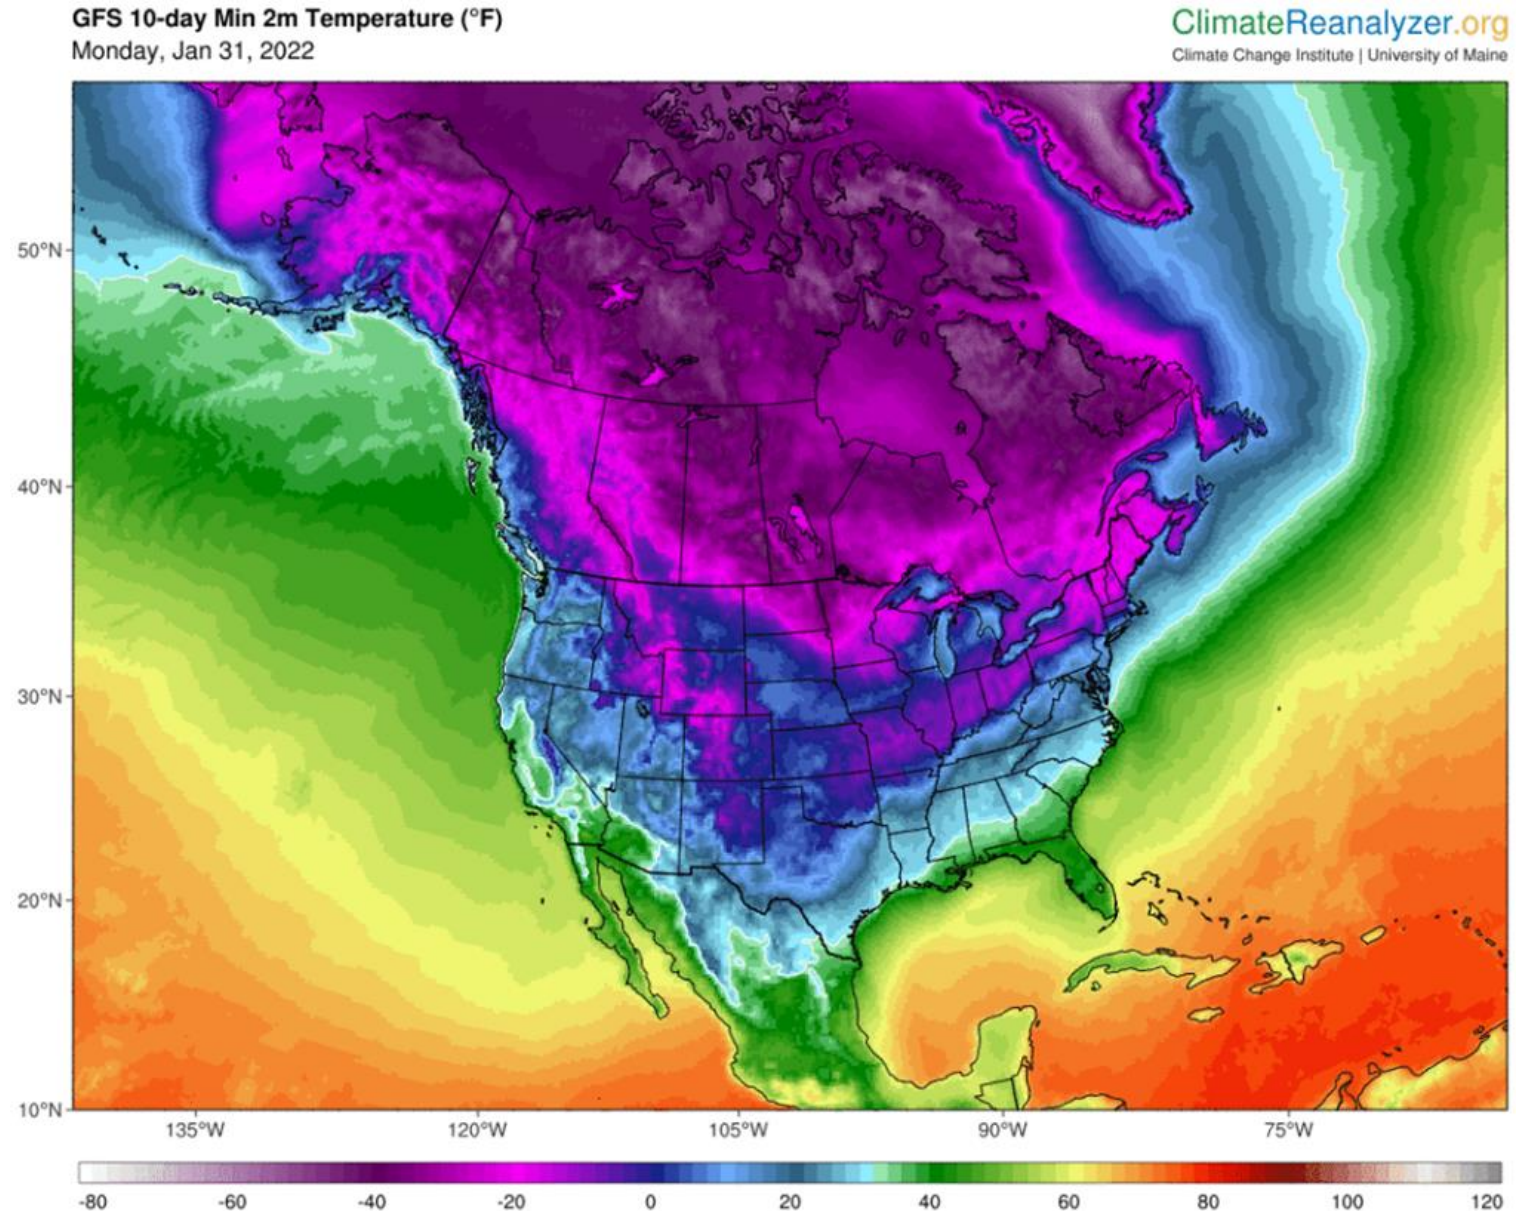 GFS 10-day Min 2m Temperature (°F)
Monday, Jan 31, 2022
ClimateReanalyzer.org
Climate Change Institute | University of Maine
50°N
40°N
30°N
20°N
10°N
135°W 120°W 105°W 90°W 75°W
-80 -60 -40 -20 0 20 40 60 80 100 120